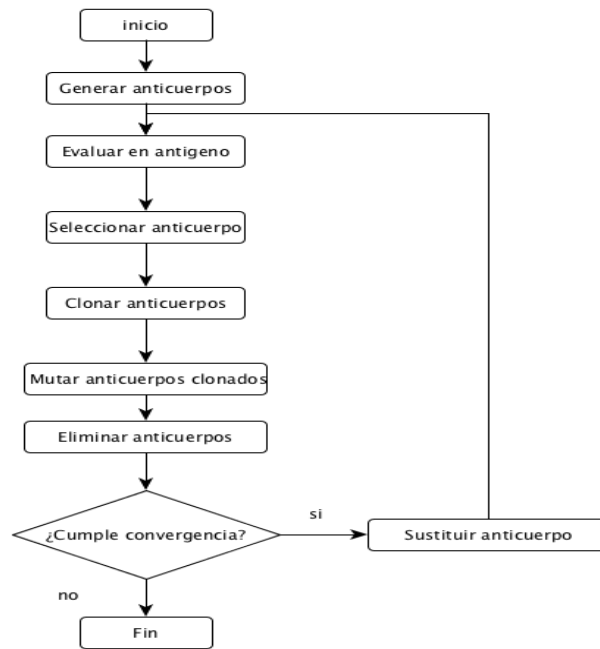 inicio
Generar anticuerpos
Evaluar en antigeno
Seleccionar anticuerpo
Clonar anticuerpos
Mutar anticuerpos clonados
Eliminar anticuerpos
¿Cumple convergencia?
si
Sustituir anticuerpo
no
Fin